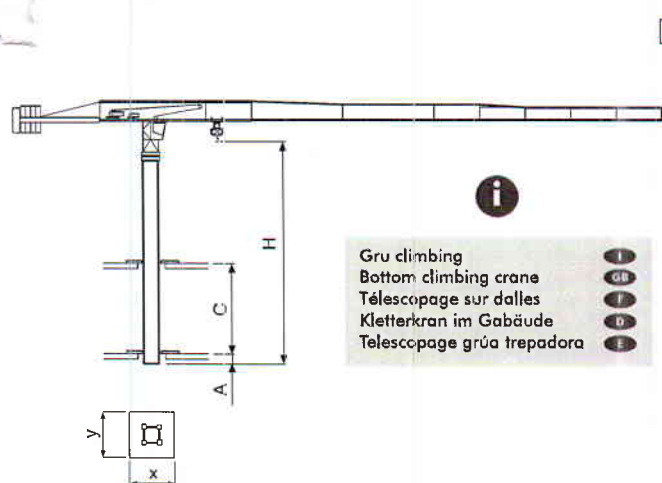 H
C
A
y
x
i
Gru climbing I
Bottom climbing crane GB
Télescopage sur dalles F
Kletterkran im Gabäude D
Telescopage grúa trepadora E